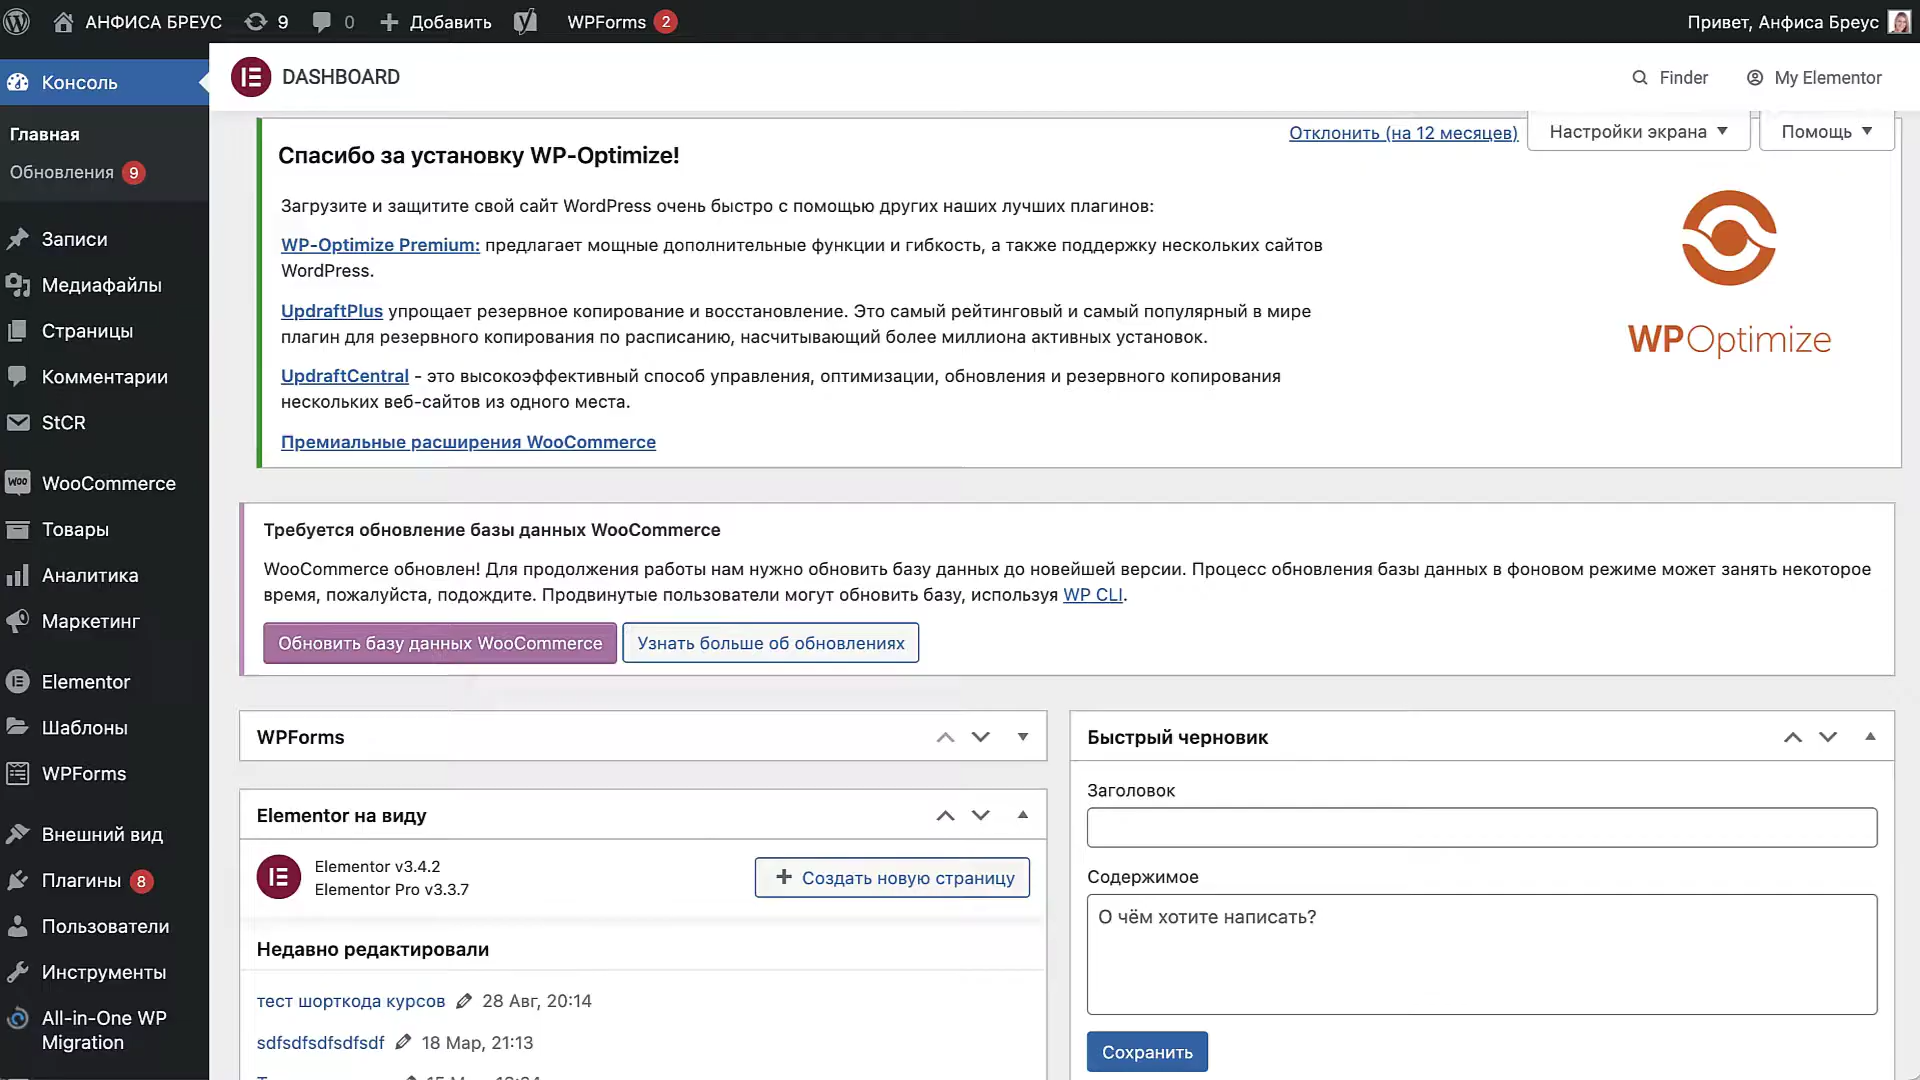 АНФИСА БРЕУС
9
0
Добавить
WPForms 2
Привет, Анфиса Бреус
Консоль
Главная
Обновления 9
Записи
Медиафайлы
Страницы
Комментарии
StCR
WooCommerce
Товары
Аналитика
Маркетинг
Elementor
Шаблоны
WPForms
Внешний вид
Плагины 8
Пользователи
Инструменты
All-in-One WP
Migration
DASHBOARD
Finder
My Elementor
Отклонить (на 12 месяцев)
Настройки экрана
Помощь
Спасибо за установку WP-Optimize!
Загрузите и защитите свой сайт WordPress очень быстро с помощью других наших лучших плагинов:
WP-Optimize Premium: предлагает мощные дополнительные функции и гибкость, а также поддержку нескольких сайтов
WordPress.
UpdraftPlus упрощает резервное копирование и восстановление. Это самый рейтинговый и самый популярный в мире
плагин для резервного копирования по расписанию, насчитывающий более миллиона активных установок.
UpdraftCentral - это высокоэффективный способ управления, оптимизации, обновления и резервного копирования
нескольких веб-сайтов из одного места.
Премиальные расширения WooCommerce
WPOptimize
Требуется обновление базы данных WooCommerce
WooCommerce обновлен! Для продолжения работы нам нужно обновить базу данных до новейшей версии. Процесс обновления базы данных в фоновом режиме может занять некоторое
время, пожалуйста, подождите. Продвинутые пользователи могут обновить базу, используя WP CLI.
Обновить базу данных WooCommerce
Узнать больше об обновлениях
WPForms
Elementor на виду
Elementor v3.4.2
Elementor Pro v3.3.7
Создать новую страницу
Недавно редактировали
тест шорткода курсов 28 Авг, 20:14
sdfsdfsdfsdfsdf 18 Мар, 21:13
Быстрый черновик
Заголовок
Содержимое
О чём хотите написать?
Сохранить